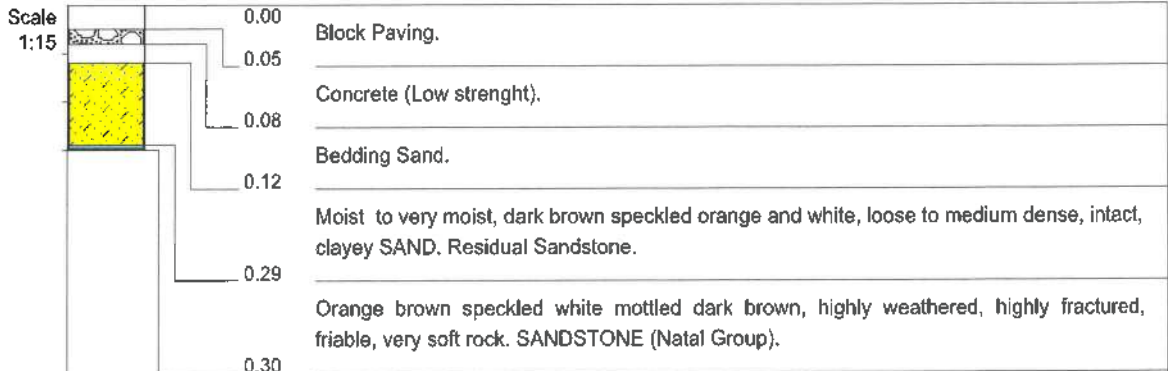 Scale
1:15
0.00
Block Paving.
0.05
Concrete (Low strenght).
0.08
Bedding Sand.
0.12
Moist to very moist, dark brown speckled orange and white, loose to medium dense, intact,
clayey SAND. Residual Sandstone.
0.29
Orange brown speckled white mottled dark brown, highly weathered, highly fractured,
friable, very soft rock. SANDSTONE (Natal Group).
0.30